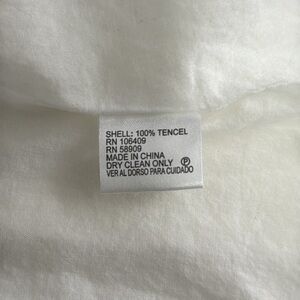 SHELL: 100% TENCEL
RN 106409
RN 58909
MADE IN CHINA
DRY CLEAN ONLY Ⓟ
VER AL DORSO PARA CUIDADO